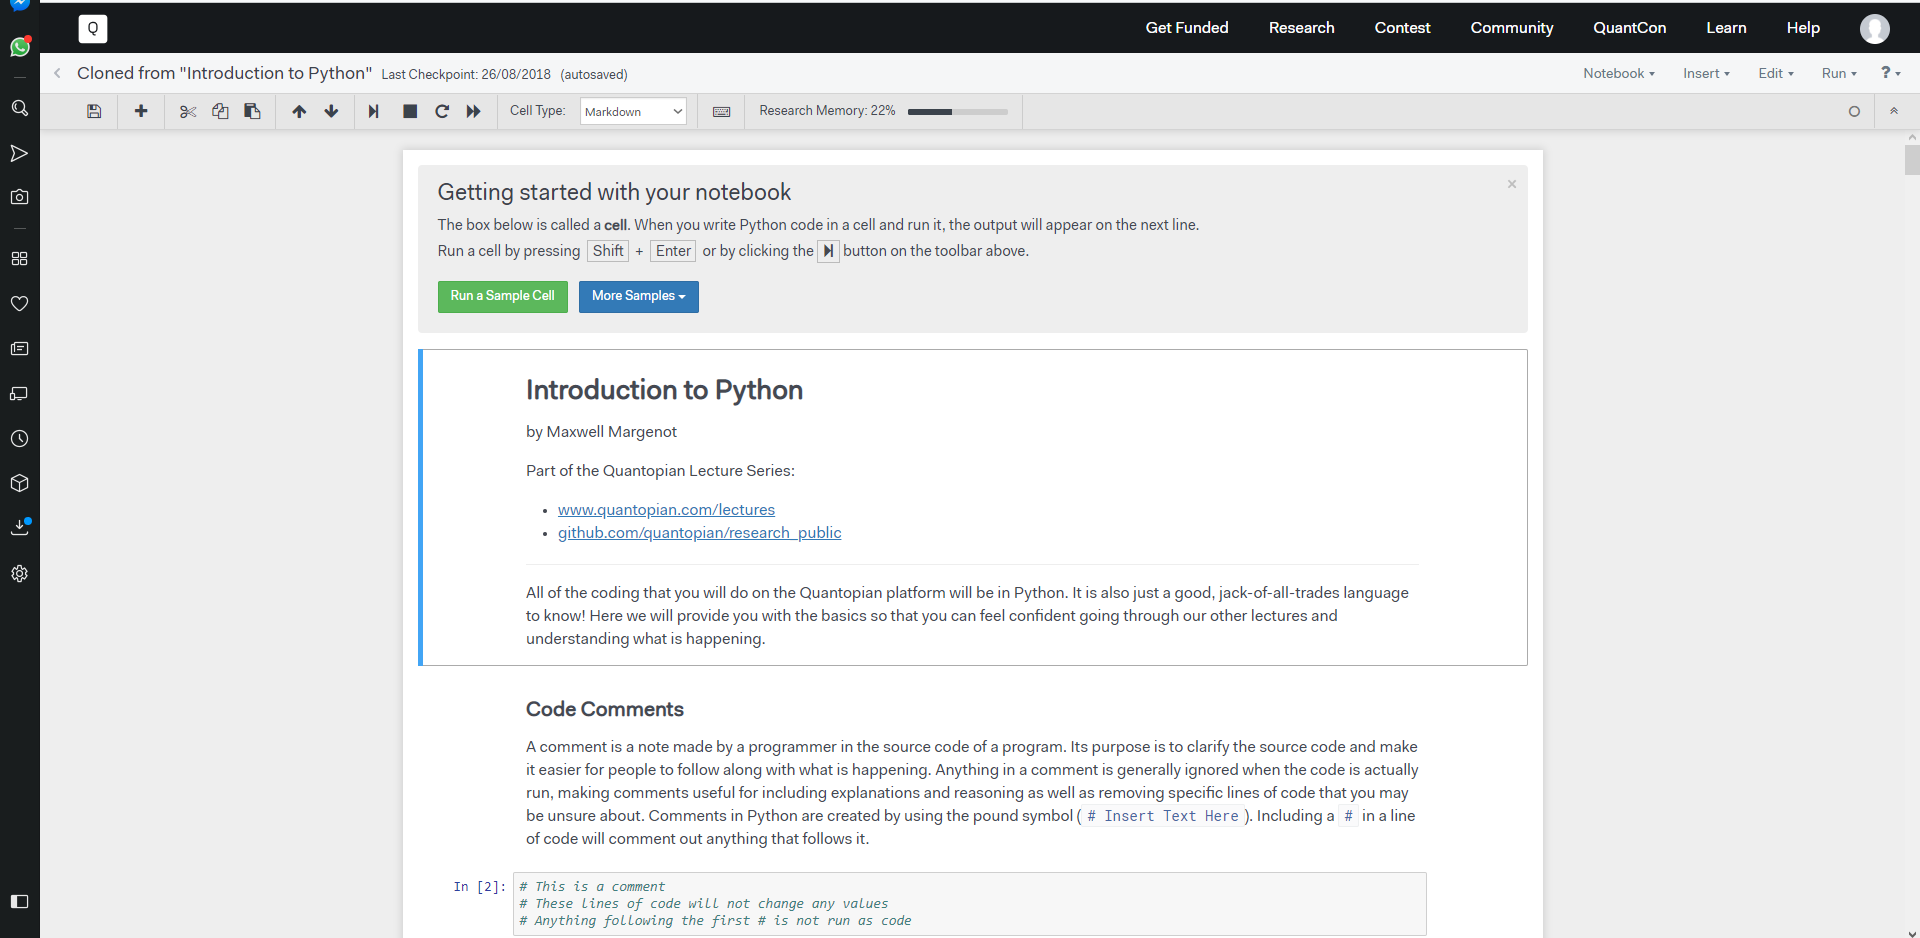 Q
Get Funded Research Contest Community QuantCon Learn Help
Cloned from "Introduction to Python" Last Checkpoint: 26/08/2018 (autosaved)
Notebook Insert Edit Run ?
Cell Type: Markdown Research Memory: 22%
Getting started with your notebook
×
The box below is called a cell. When you write Python code in a cell and run it, the output will appear on the next line.
Run a cell by pressing Shift + Enter or by clicking the button on the toolbar above.
Run a Sample Cell More Samples
Introduction to Python
by Maxwell Margenot
Part of the Quantopian Lecture Series:
• www.quantopian.com/lectures
• github.com/quantopian/research_public
All of the coding that you will do on the Quantopian platform will be in Python. It is also just a good, jack-of-all-trades language
to know! Here we will provide you with the basics so that you can feel confident going through our other lectures and
understanding what is happening.
Code Comments
A comment is a note made by a programmer in the source code of a program. Its purpose is to clarify the source code and make
it easier for people to follow along with what is happening. Anything in a comment is generally ignored when the code is actually
run, making comments useful for including explanations and reasoning as well as removing specific lines of code that you may
be unsure about. Comments in Python are created by using the pound symbol ( # Insert Text Here ). Including a # in a line
of code will comment out anything that follows it.
In [2]: # This is a comment
# These lines of code will not change any values
# Anything following the first # is not run as code